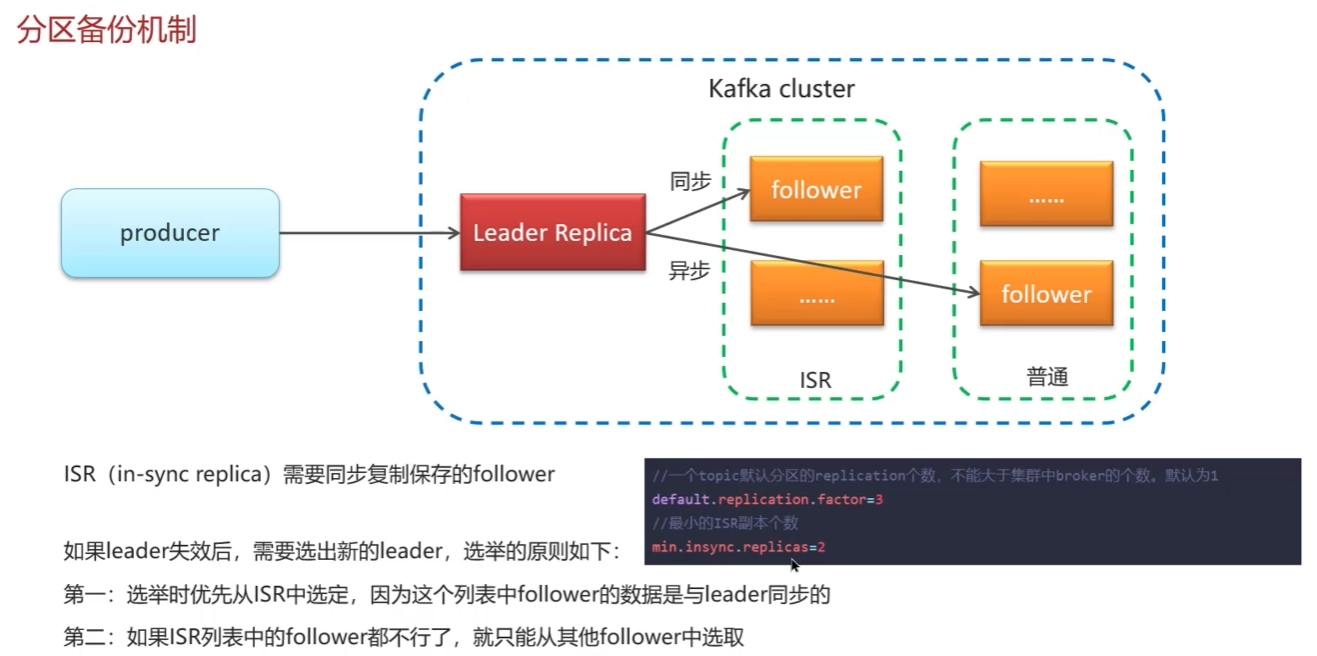 分区备份机制
Kafka cluster
producer
Leader Replica
同步
异步
follower
......
ISR
......
follower
普通
ISR（in-sync replica）需要同步复制保存的follower
如果leader失效后，需要选出新的leader，选举的原则如下：
第一：选举时优先从ISR中选定，因为这个列表中follower的数据是与leader同步的
第二：如果ISR列表中的follower都不行了，就只能从其他follower中选取
//一个topic默认分区的replication个数，不能大于集群中broker的个数。默认为1
default.replication.factor=3
//最小的ISR副本个数
min.insync.replicas=2